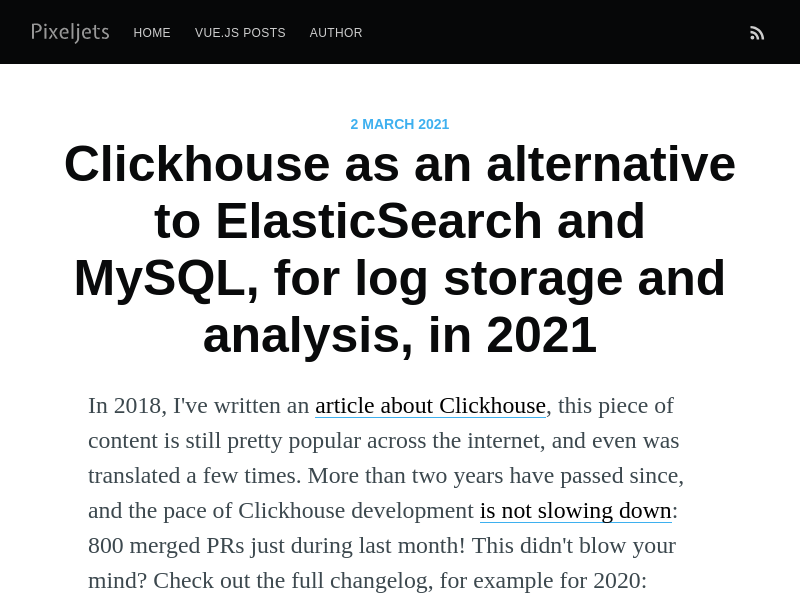 Pixeljets HOME VUE.JS POSTS AUTHOR
2 MARCH 2021
Clickhouse as an alternative
to ElasticSearch and
MySQL, for log storage and
analysis, in 2021
In 2018, I've written an article about Clickhouse, this piece of
content is still pretty popular across the internet, and even was
translated a few times. More than two years have passed since,
and the pace of Clickhouse development is not slowing down:
800 merged PRs just during last month! This didn't blow your
mind? Check out the full changelog, for example for 2020: